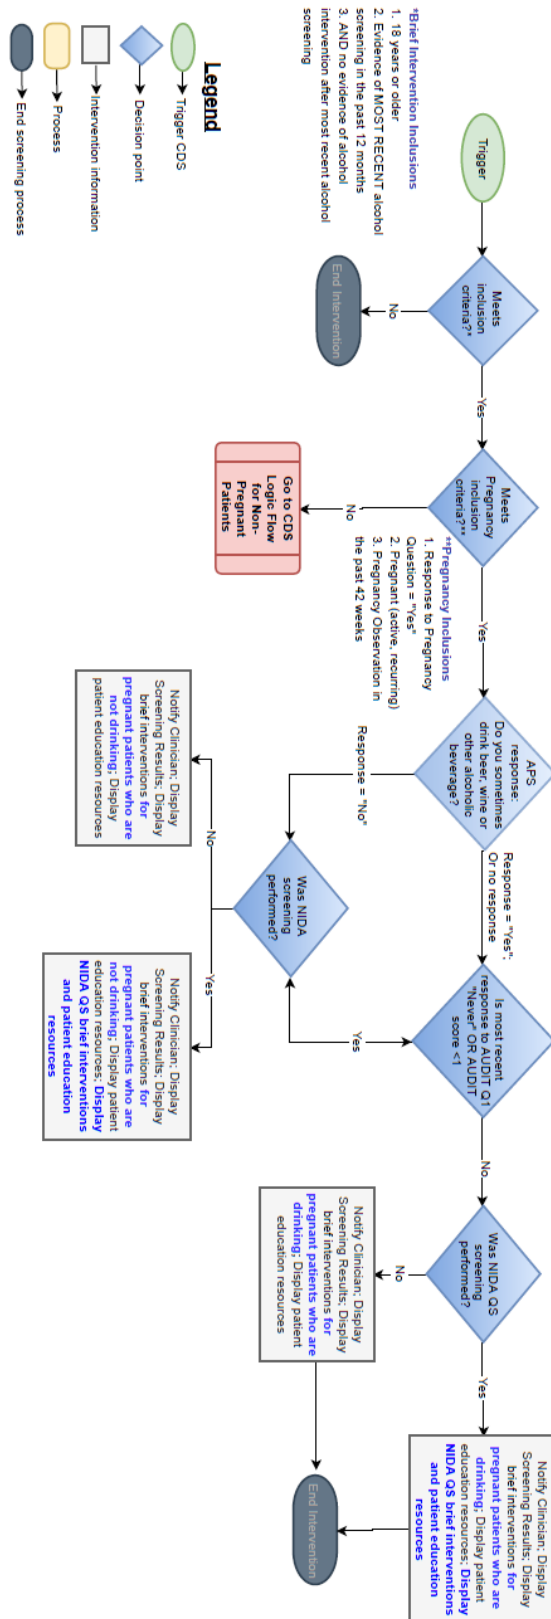 Trigger
Meets
inclusion
criteria?*
No
End Intervention
Yes
Meets
Pregnancy
inclusion
criteria?**
No
Go to CDS
Logic Flow
for Non-
Pregnant
Patients
Yes
APS
response:
Do you sometimes
drink beer, wine or
other alcoholic
beverage?
Response = "No"
Response = "Yes";
Or no response
Is most recent
response to AUDIT Q1
"Never" OR AUDIT
score <1
Yes
No
Was NIDA
screening
performed?
No
Yes
Notify Clinician; Display
Screening Results; Display
brief interventions for
pregnant patients who are
not drinking; Display
patient education resources
Notify Clinician; Display
Screening Results; Display
brief interventions for
pregnant patients who are
not drinking; Display patient
education resources; Display
NIDA QS brief interventions
and patient education
resources
Was NIDA QS
screening
performed?
No
Yes
Notify Clinician; Display
Screening Results; Display
brief interventions for
pregnant patients who are
drinking; Display patient
education resources
Notify Clinician; Display
Screening Results; Display
brief interventions for
pregnant patients who are
drinking; Display patient
education resources; Display
NIDA QS brief interventions
and patient education
resources
End Intervention
*Brief Intervention Inclusions
1. 18 years or older
2. Evidence of MOST RECENT alcohol
screening in the past 12 months
3. AND no evidence of alcohol
intervention after most recent alcohol
screening
**Pregnancy Inclusions
1. Response to Pregnancy
Question = "Yes"
2. Pregnant (active, recurring)
3. Pregnancy Observation in
the past 42 weeks
Legend
Trigger CDS
Decision point
Intervention information
Process
End screening process